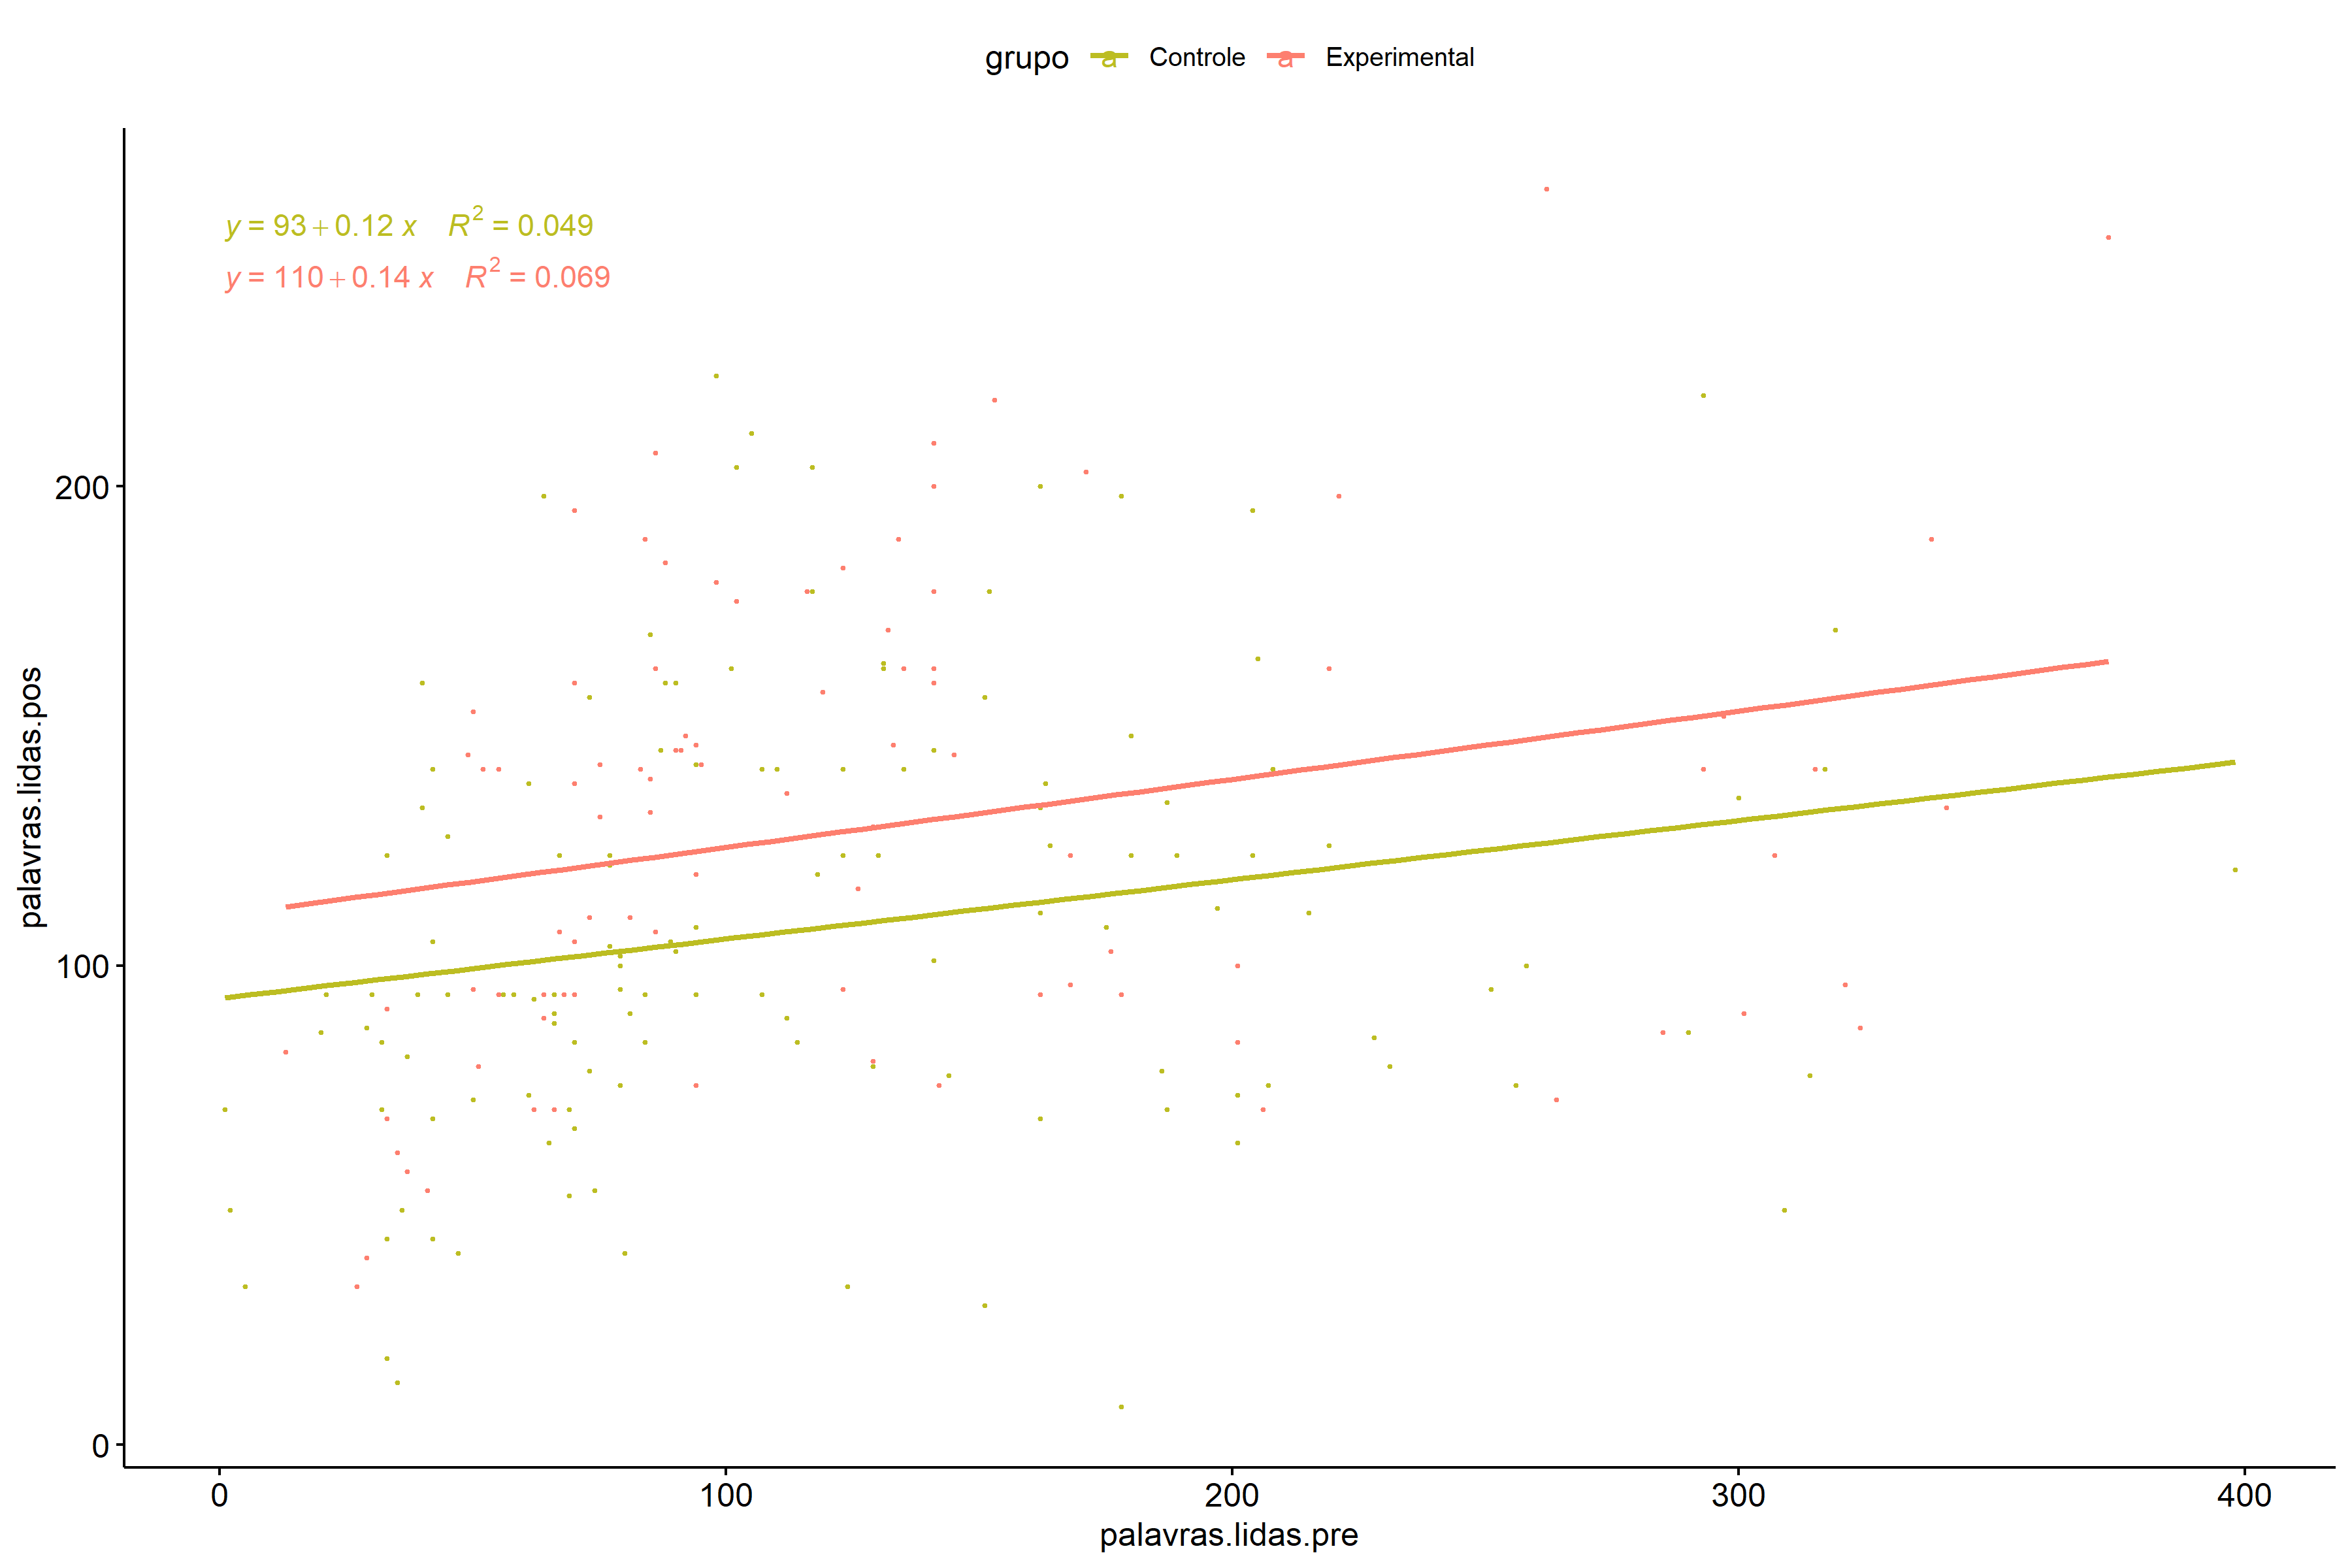 grupo a Controle a Experimental
y = 93 + 0.12 x R² = 0.049
y = 110 + 0.14 x R² = 0.069
palavras.lidas.pos
200
100
0
0 100 200 300 400
palavras.lidas.pre